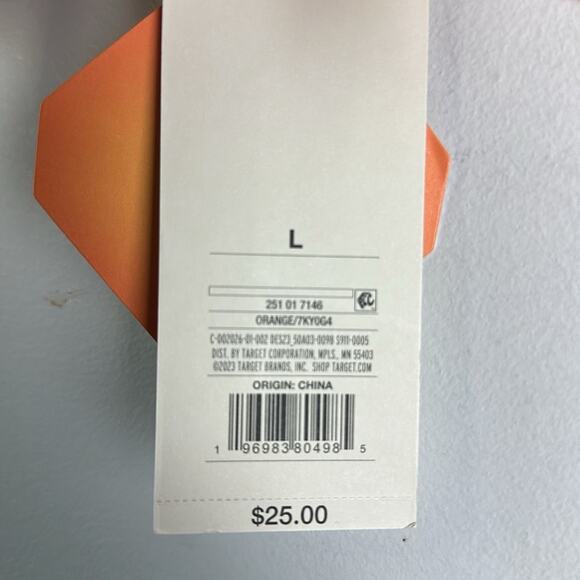 L
251 01 7146
ORANGE/7KY0G4
C-002026-01-002 DES23_50A03-0098 S911-0005
DIST. BY TARGET CORPORATION, MPLS., MN 55403
©2023 TARGET BRANDS, INC. SHOP TARGET.COM
ORIGIN: CHINA
1 96983 80498 5
$25.00